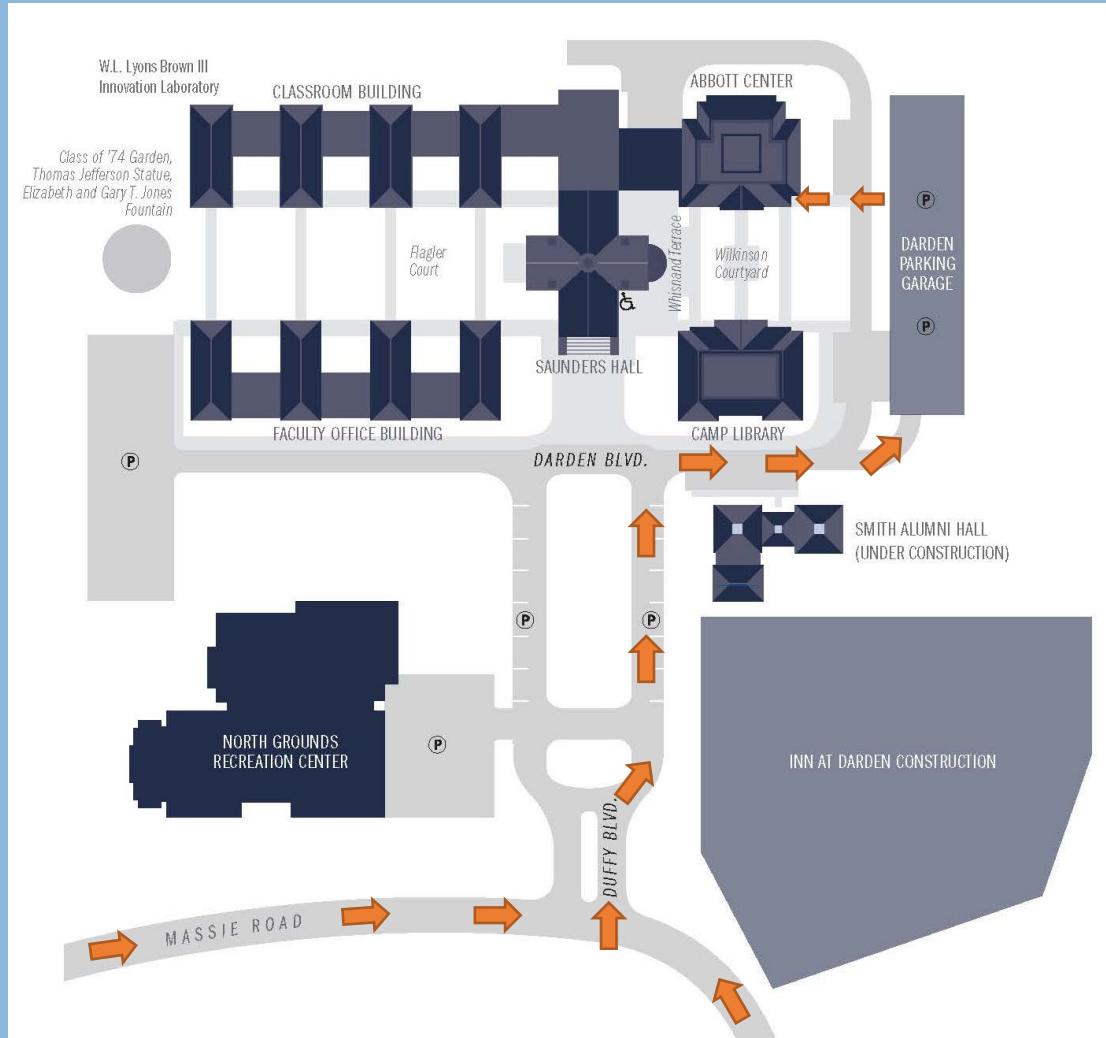 W.L. Lyons Brown III
Innovation Laboratory
CLASSROOM BUILDING
ABBOTT CENTER
Class of '74 Garden,
Thomas Jefferson Statue,
Elizabeth and Gary T. Jones
Fountain
Flagler
Court
Whisnand Terrace
Wilkinson
Courtyard
P
DARDEN
PARKING
GARAGE
P
SAUNDERS HALL
FACULTY OFFICE BUILDING
CAMP LIBRARY
P
DARDEN BLVD.
SMITH ALUMNI HALL
(UNDER CONSTRUCTION)
P
P
NORTH GROUNDS
RECREATION CENTER
P
INN AT DARDEN CONSTRUCTION
DUFFY BLVD.
MASSIE ROAD